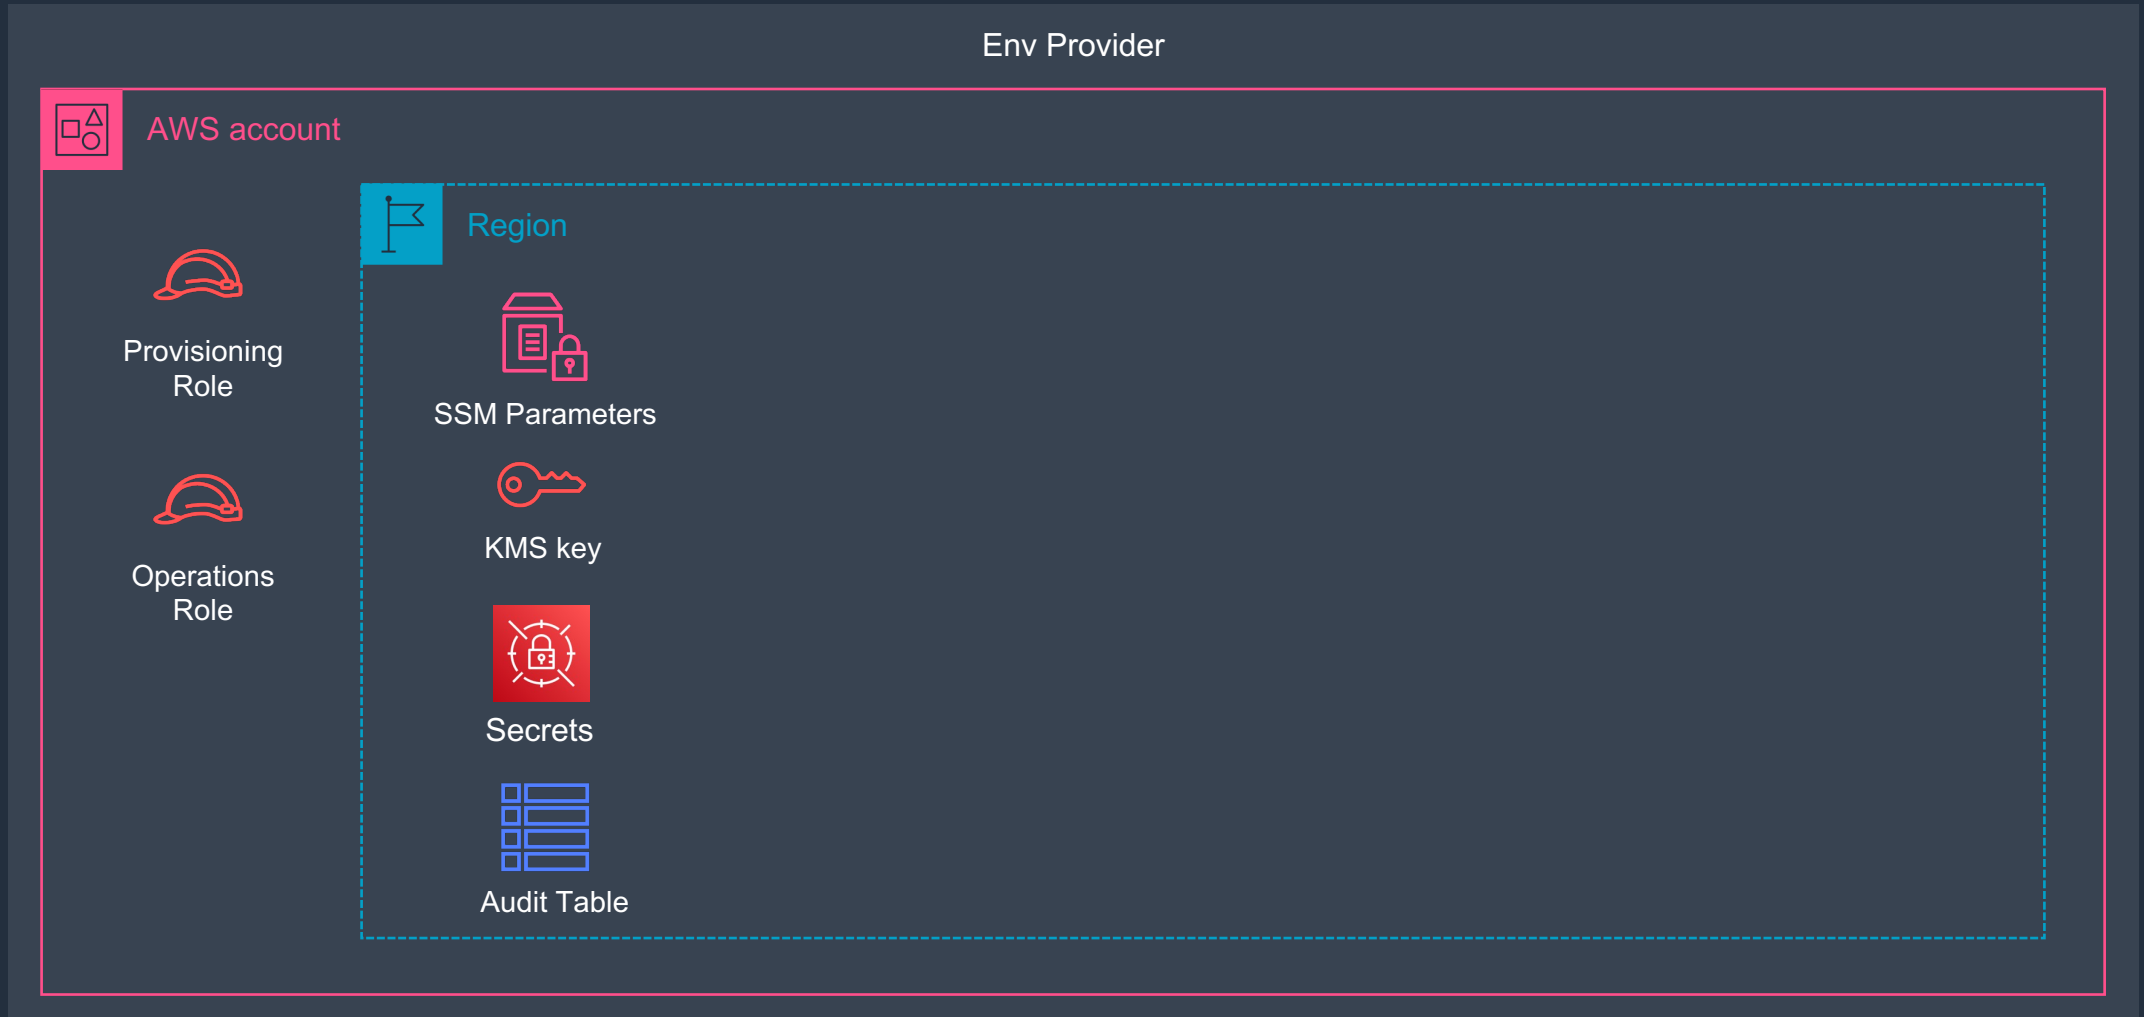 Env Provider
AWS account
Region
Provisioning
Role
Operations
Role
SSM Parameters
KMS key
Secrets
Audit Table